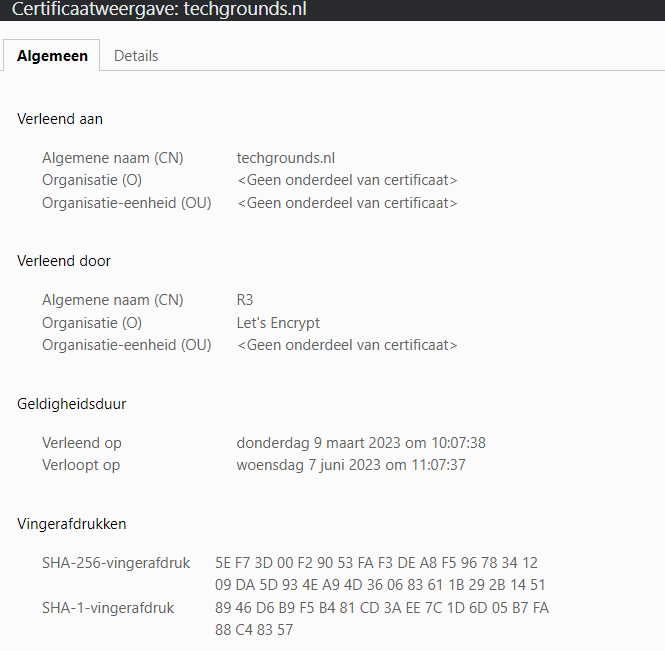 Certificaatweergave: techgrounds.nl
Algemeen Details
Verleend aan
Algemene naam (CN) techgrounds.nl
Organisatie (O) <Geen onderdeel van certificaat>
Organisatie-eenheid (OU) <Geen onderdeel van certificaat>
Verleend door
Algemene naam (CN) R3
Organisatie (O) Let's Encrypt
Organisatie-eenheid (OU) <Geen onderdeel van certificaat>
Geldigheidsduur
Verleend op donderdag 9 maart 2023 om 10:07:38
Verloopt op woensdag 7 juni 2023 om 11:07:37
Vingerafdrukken
SHA-256-vingerafdruk 5E F7 3D 00 F2 90 53 FA F3 DE A8 F5 96 78 34 12
09 DA 5D 93 4E A9 4D 36 06 83 61 1B 29 2B 14 51
SHA-1-vingerafdruk 89 46 D6 B9 F5 B4 81 CD 3A EE 7C 1D 6D 05 B7 FA
88 C4 83 57